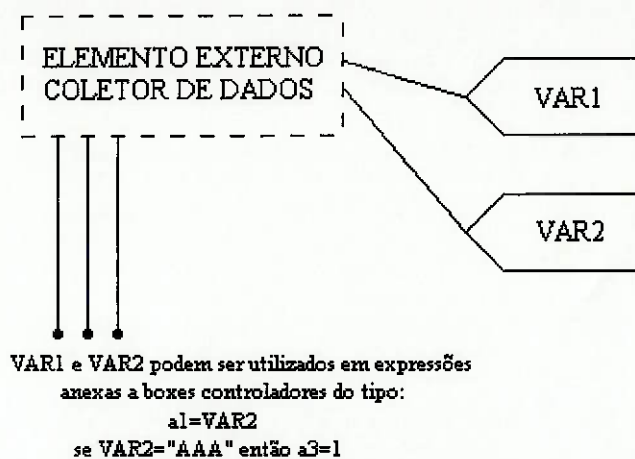 ELEMENTO EXTERNO
COLETOR DE DADOS
VAR1
VAR2
VAR1 e VAR2 podem ser utilizados em expressões
anexas a boxes controladores do tipo:
a1=VAR2
se VAR2="AAA" então a3=1